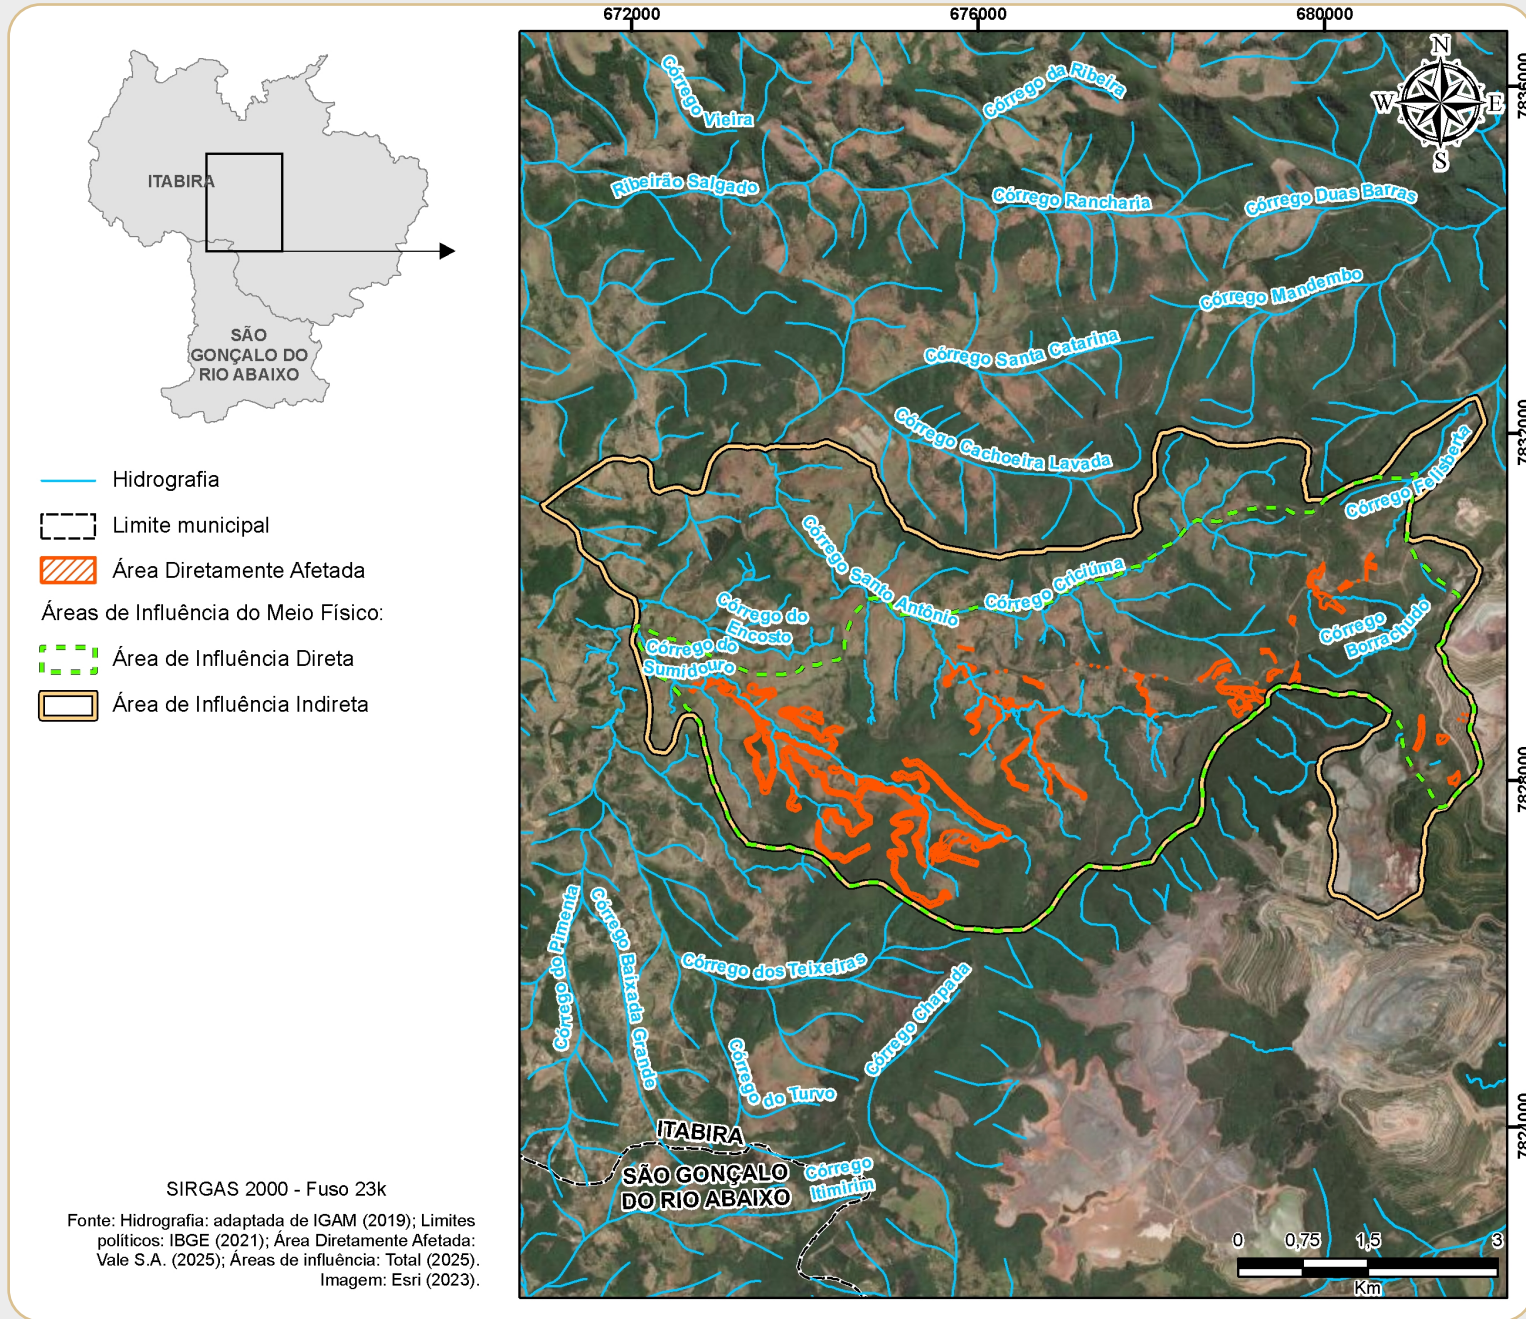 672000
676000
680000
7836000
7832000
7828000
7824000
N
W
E
S
ITABIRA
SÃO
GONÇALO DO
RIO ABAIXO
Hidrografia
Limite municipal
Área Diretamente Afetada
Áreas de Influência do Meio Físico:
Área de Influência Direta
Área de Influência Indireta
SIRGAS 2000 - Fuso 23k
Fonte: Hidrografia: adaptada de IGAM (2019); Limites
políticos: IBGE (2021); Área Diretamente Afetada:
Vale S.A. (2025); Áreas de influência: Total (2025).
Imagem: Esri (2023).
Córrego Vieira
Córrego da Ribeira
Ribeirão Salgado
Córrego Rancharia
Córrego Duas Barras
Córrego Mandembo
Córrego Santa Catarina
Córrego Cachoeira Lavada
Córrego Felisberta
Córrego Santo Antônio
Córrego Criciúma
Córrego do
Encosto
Córrego do
Sumidouro
Córrego
Borrachudo
Córrego do Pimenta
Córrego Baixada Grande
Córrego dos Teixeiras
Córrego Chapada
Córrego do Turvo
ITABIRA
SÃO GONÇALO
DO RIO ABAIXO
Córrego
Itimirim
0 0,75 1,5 3
Km